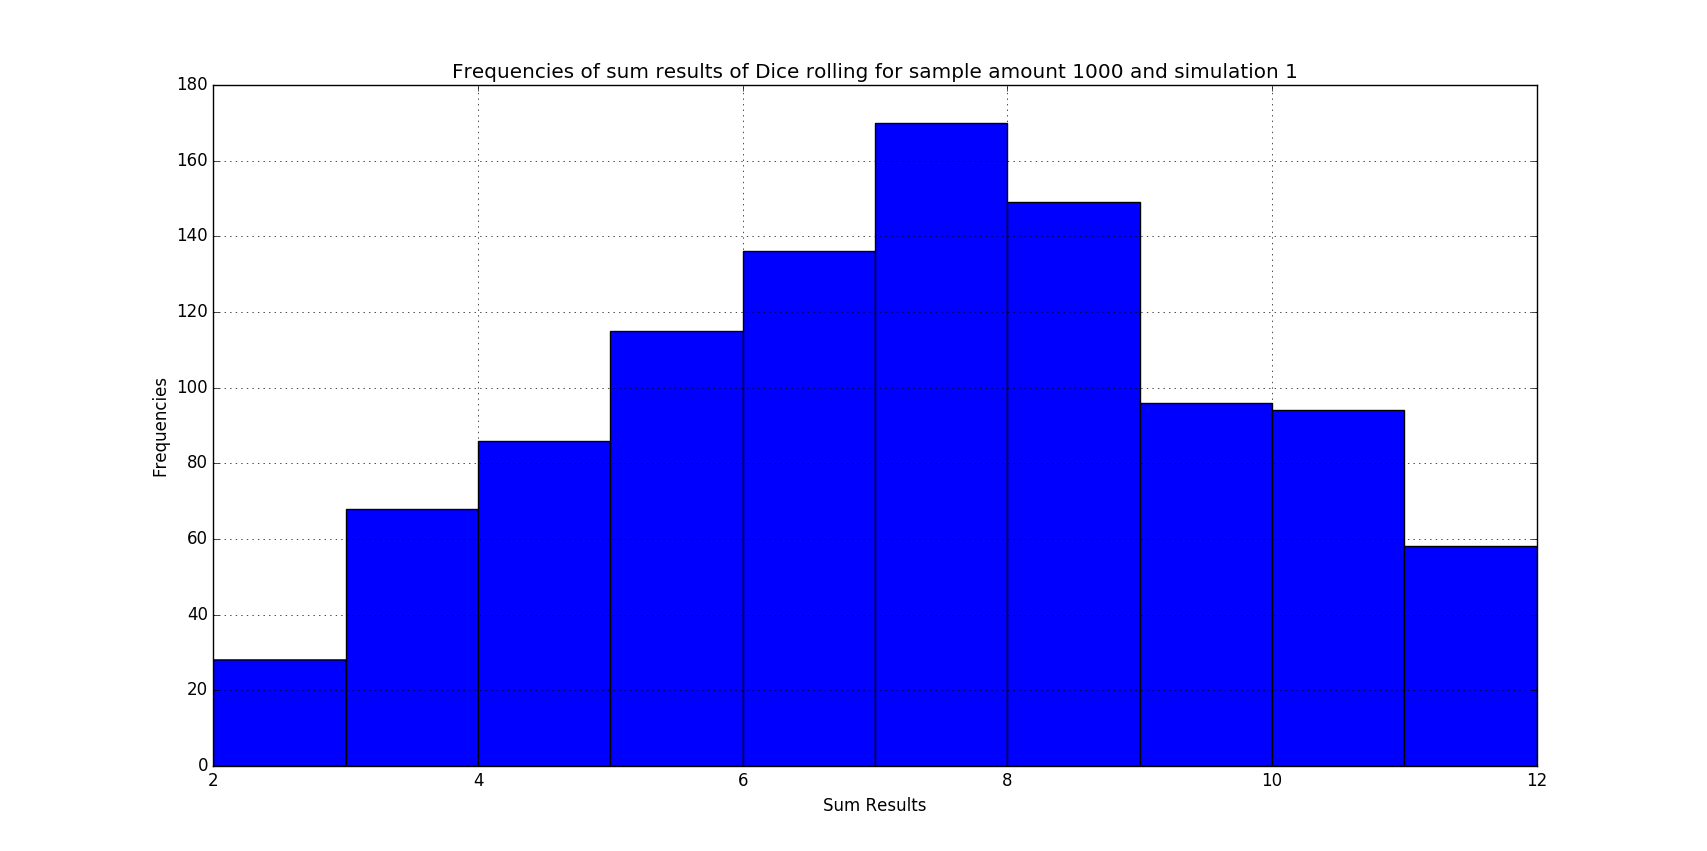 Frequencies of sum results of Dice rolling for sample amount 1000 and simulation 1
180
160
140
120
100
80
60
40
20
0
Frequencies
2 4 6 8 10 12
Sum Results